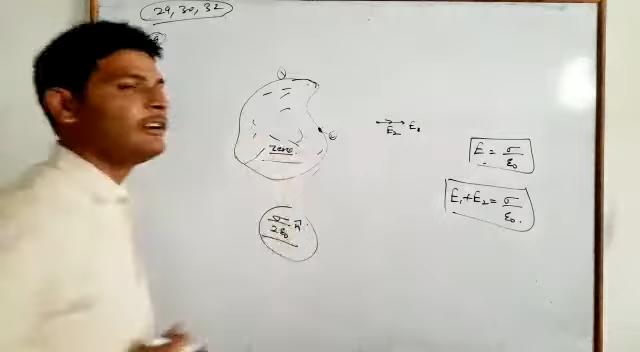 29, 30, 32
zero
E₂ E₁
E = σ/ε₀
E₁+E₂ = σ/ε₀
σ/2ε₀ n̂